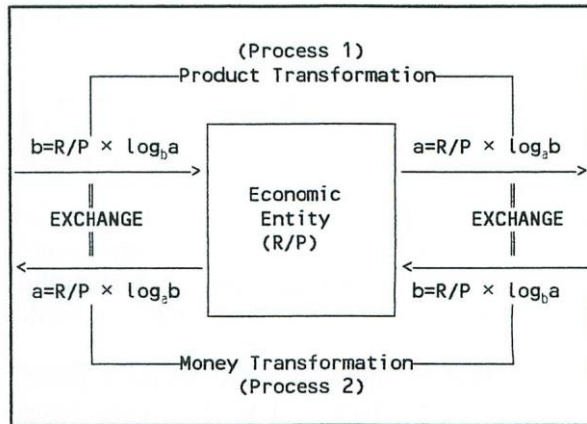 (Process 1)
Product Transformation
b=R/P × log_b a
a=R/P × log_a b
Economic
Entity
(R/P)
EXCHANGE
EXCHANGE
a=R/P × log_a b
b=R/P × log_b a
Money Transformation
(Process 2)